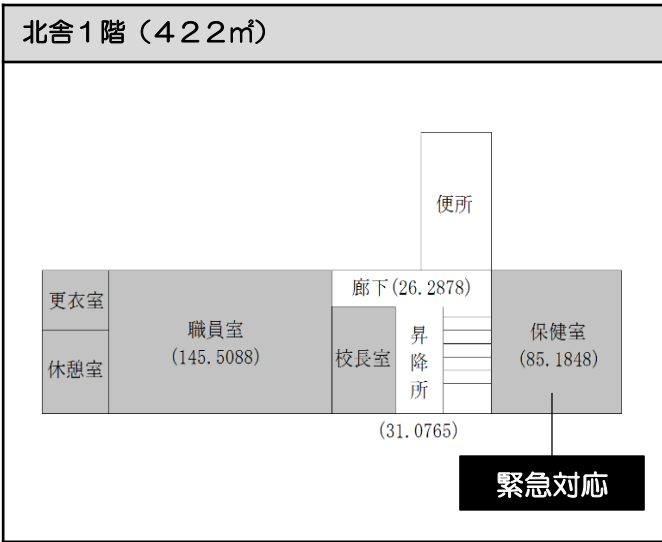 北舎1階（422㎡）
便所
廊下(26.2878)
更衣室
休憩室
職員室
(145.5088)
校長室
昇降所
保健室
(85.1848)
(31.0765)
緊急対応